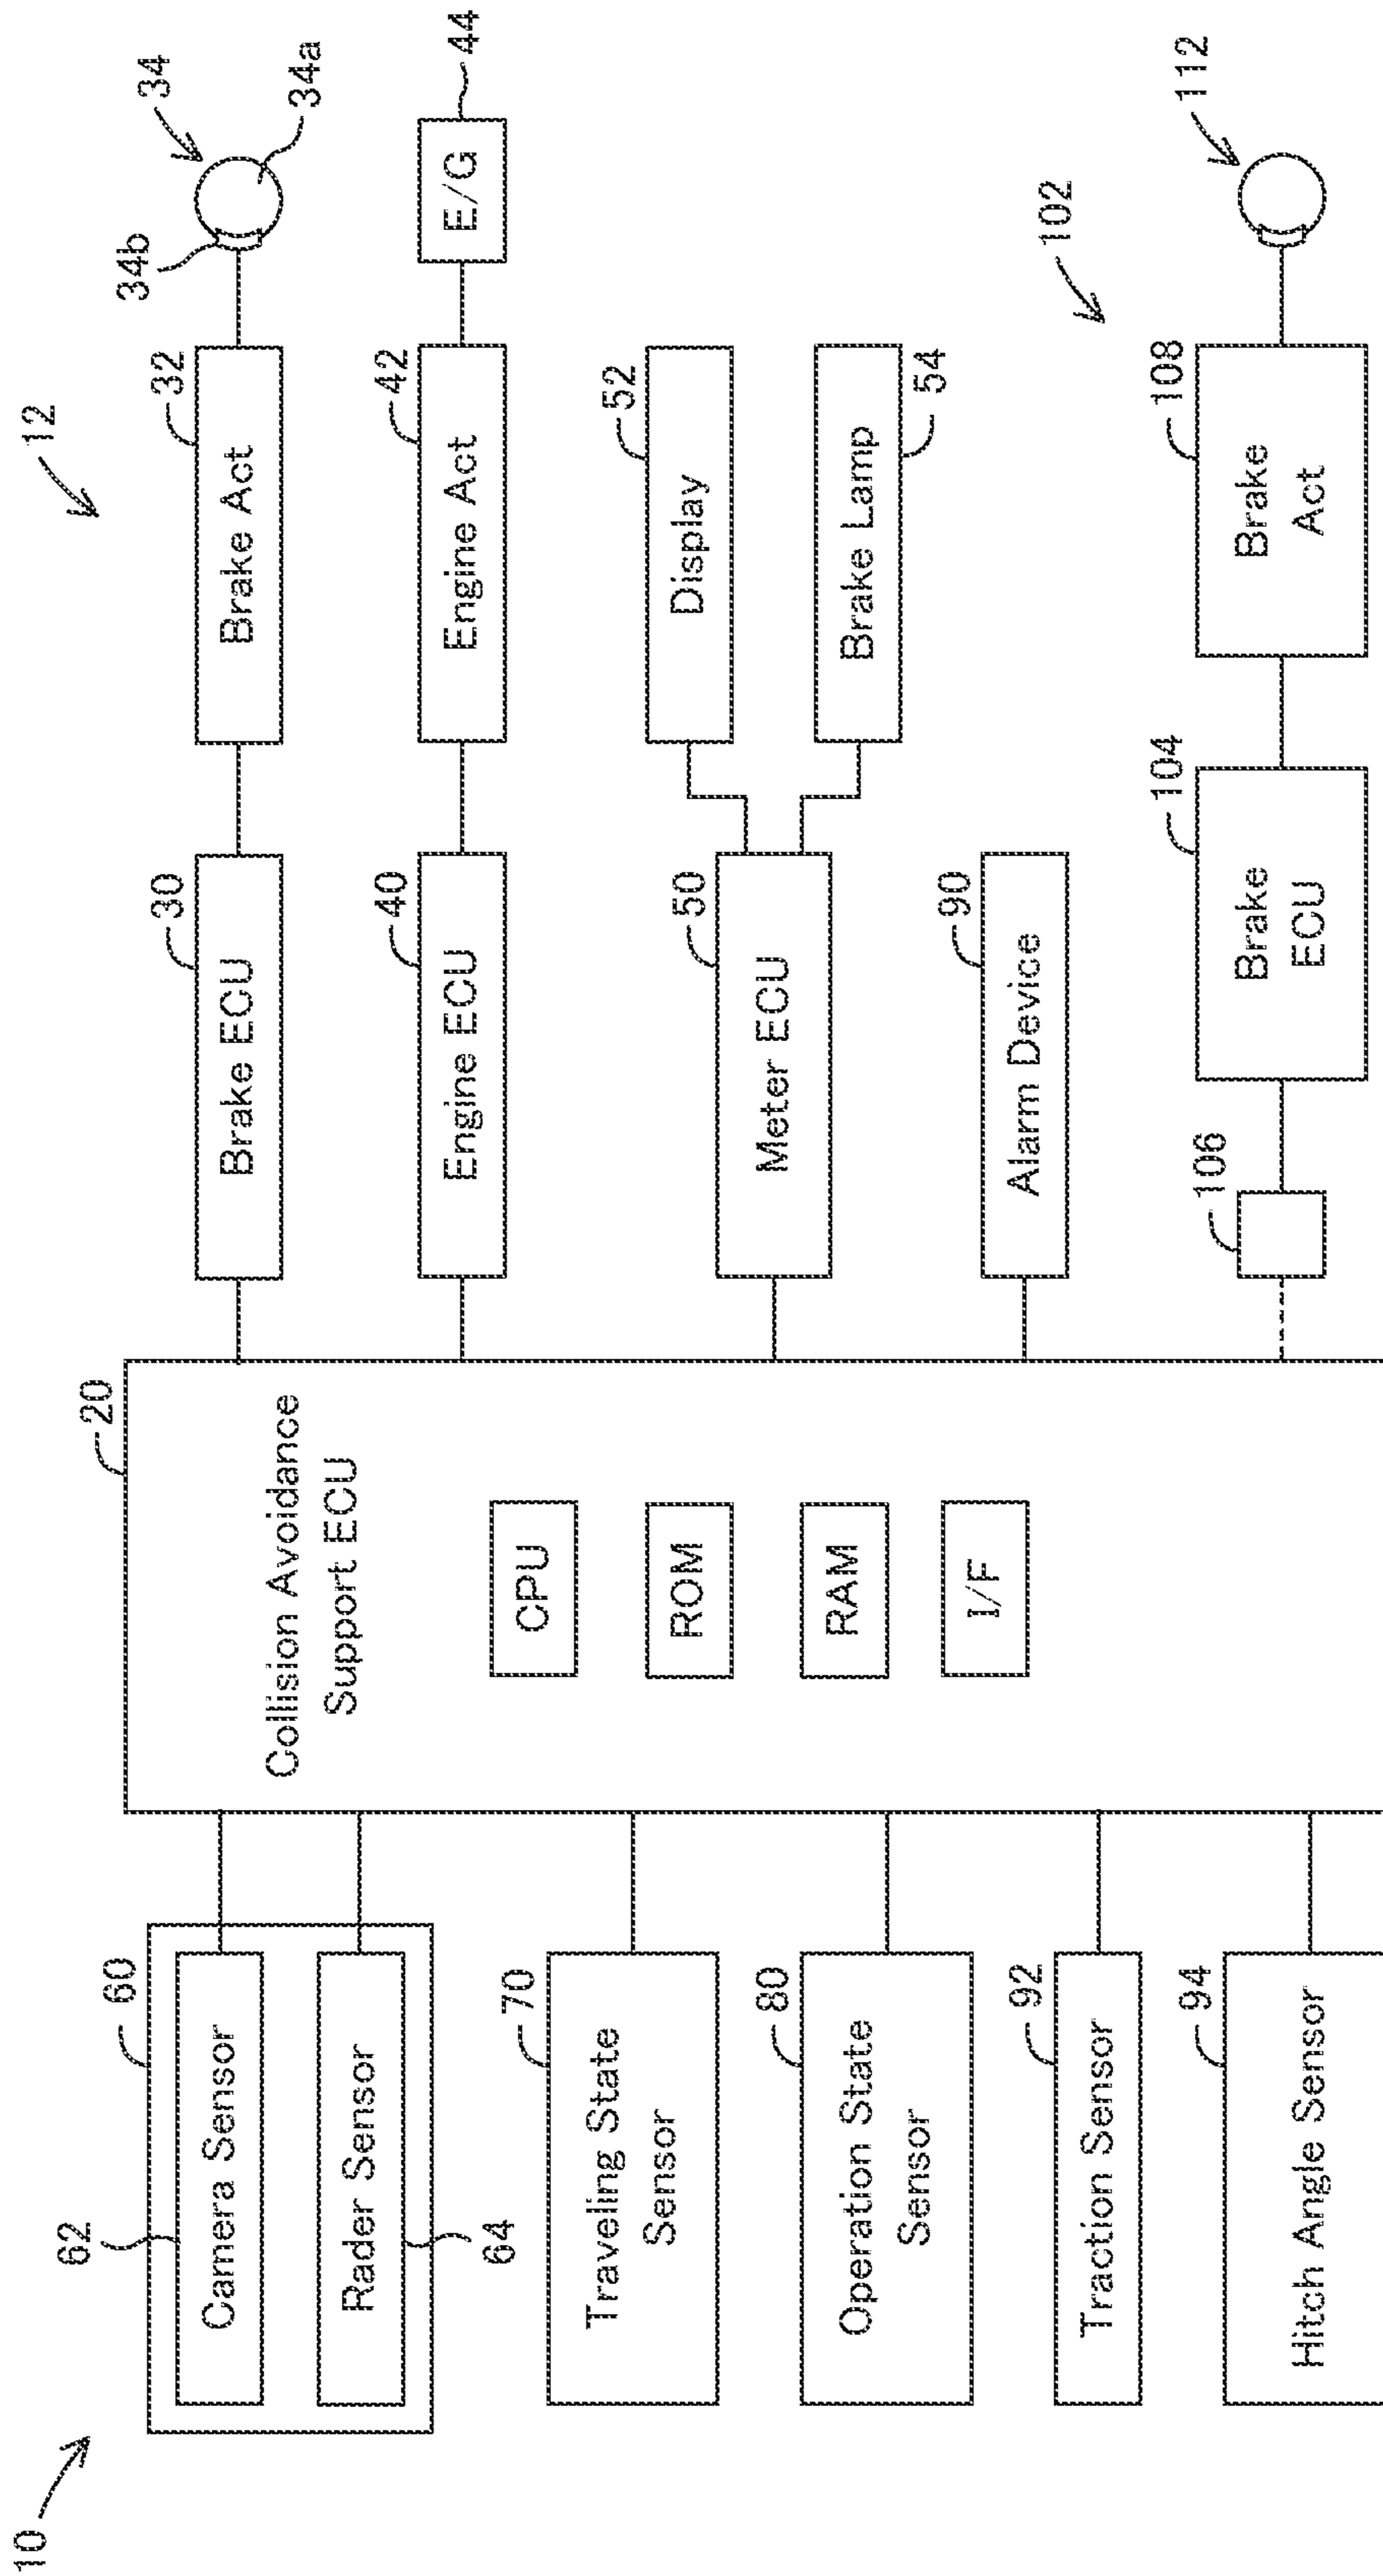 10
12
60
62
Camera Sensor
Rader Sensor
64
70
Traveling State
Sensor
80
Operation State
Sensor
92
Traction Sensor
94
Hitch Angle Sensor
20
Collision Avoidance
Support ECU
CPU
ROM
RAM
I/F
30
Brake ECU
32
Brake Act
34
34a
34b
40
Engine ECU
42
Engine Act
44
E/G
50
Meter ECU
52
Display
54
Brake Lamp
90
Alarm Device
102
106
104
Brake
ECU
108
Brake
Act
112